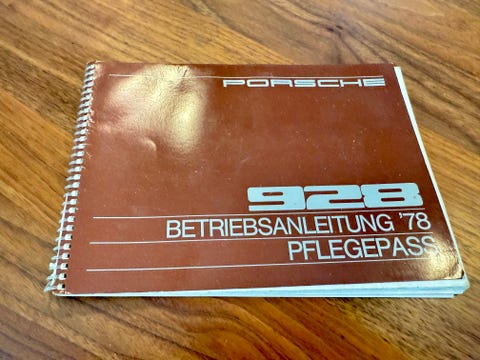 PORSCHE
928
BETRIEBSANLEITUNG '78
PFLEGEPASS